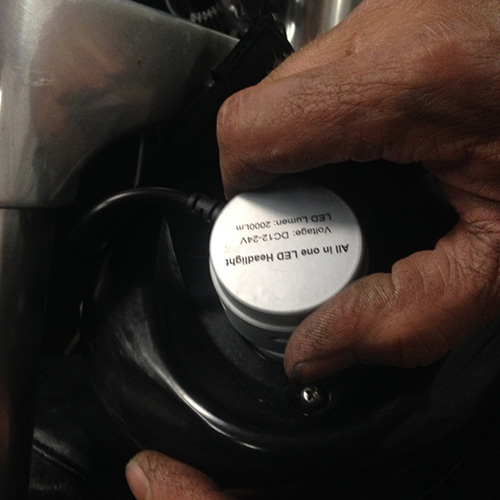 All in one LED Headlight
Voltage: DC12-24V
LED Lumen: 2000Lm